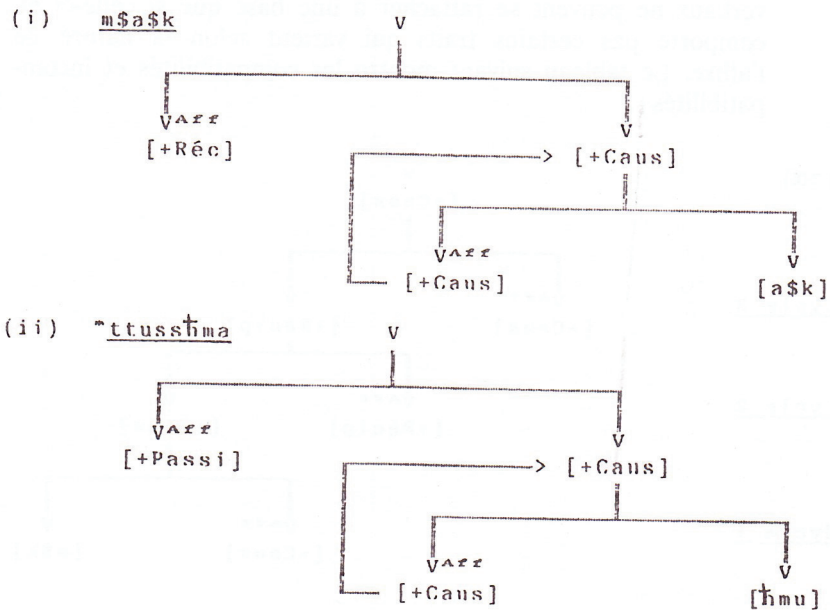 (i) m$a$k V
V Aff V
[+Réc] > [+Caus]
V Aff V
[+Caus] [a$k]
(ii) *ttussħma V
V Aff V
[+Passi] > [+Caus]
V Aff V
[+Caus] [ħmu]